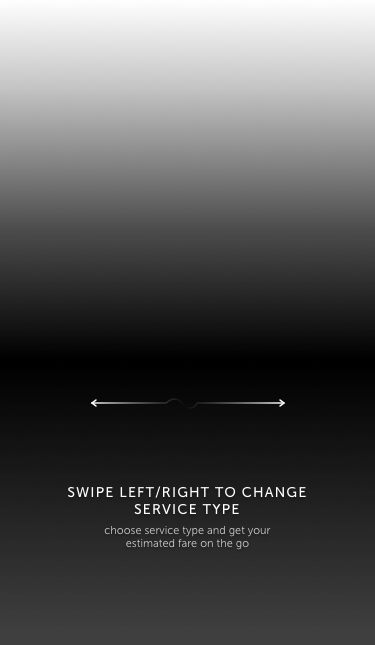 SWIPE LEFT/RIGHT TO CHANGE
SERVICE TYPE
choose service type and get your
estimated fare on the go